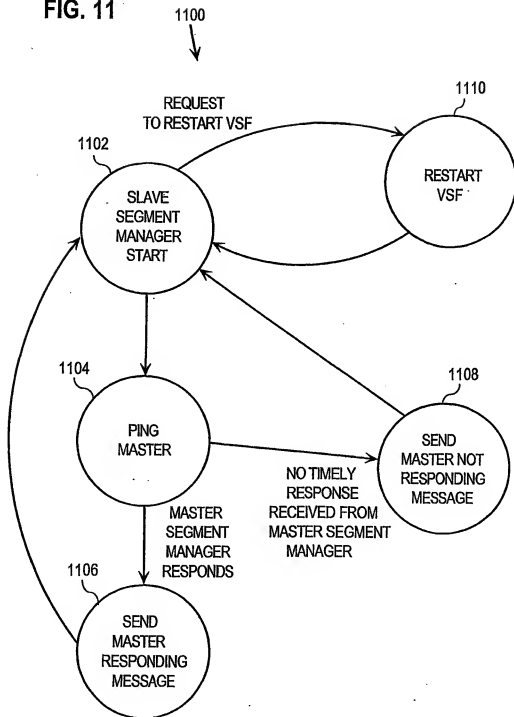 FIG. 11
1100
REQUEST
TO RESTART VSF
1110
RESTART
VSF
1102
SLAVE
SEGMENT
MANAGER
START
1104
PING
MASTER
1108
SEND
MASTER NOT
RESPONDING
MESSAGE
NO TIMELY
RESPONSE
RECEIVED FROM
MASTER SEGMENT
MANAGER
MASTER
SEGMENT
MANAGER
RESPONDS
1106
SEND
MASTER
RESPONDING
MESSAGE